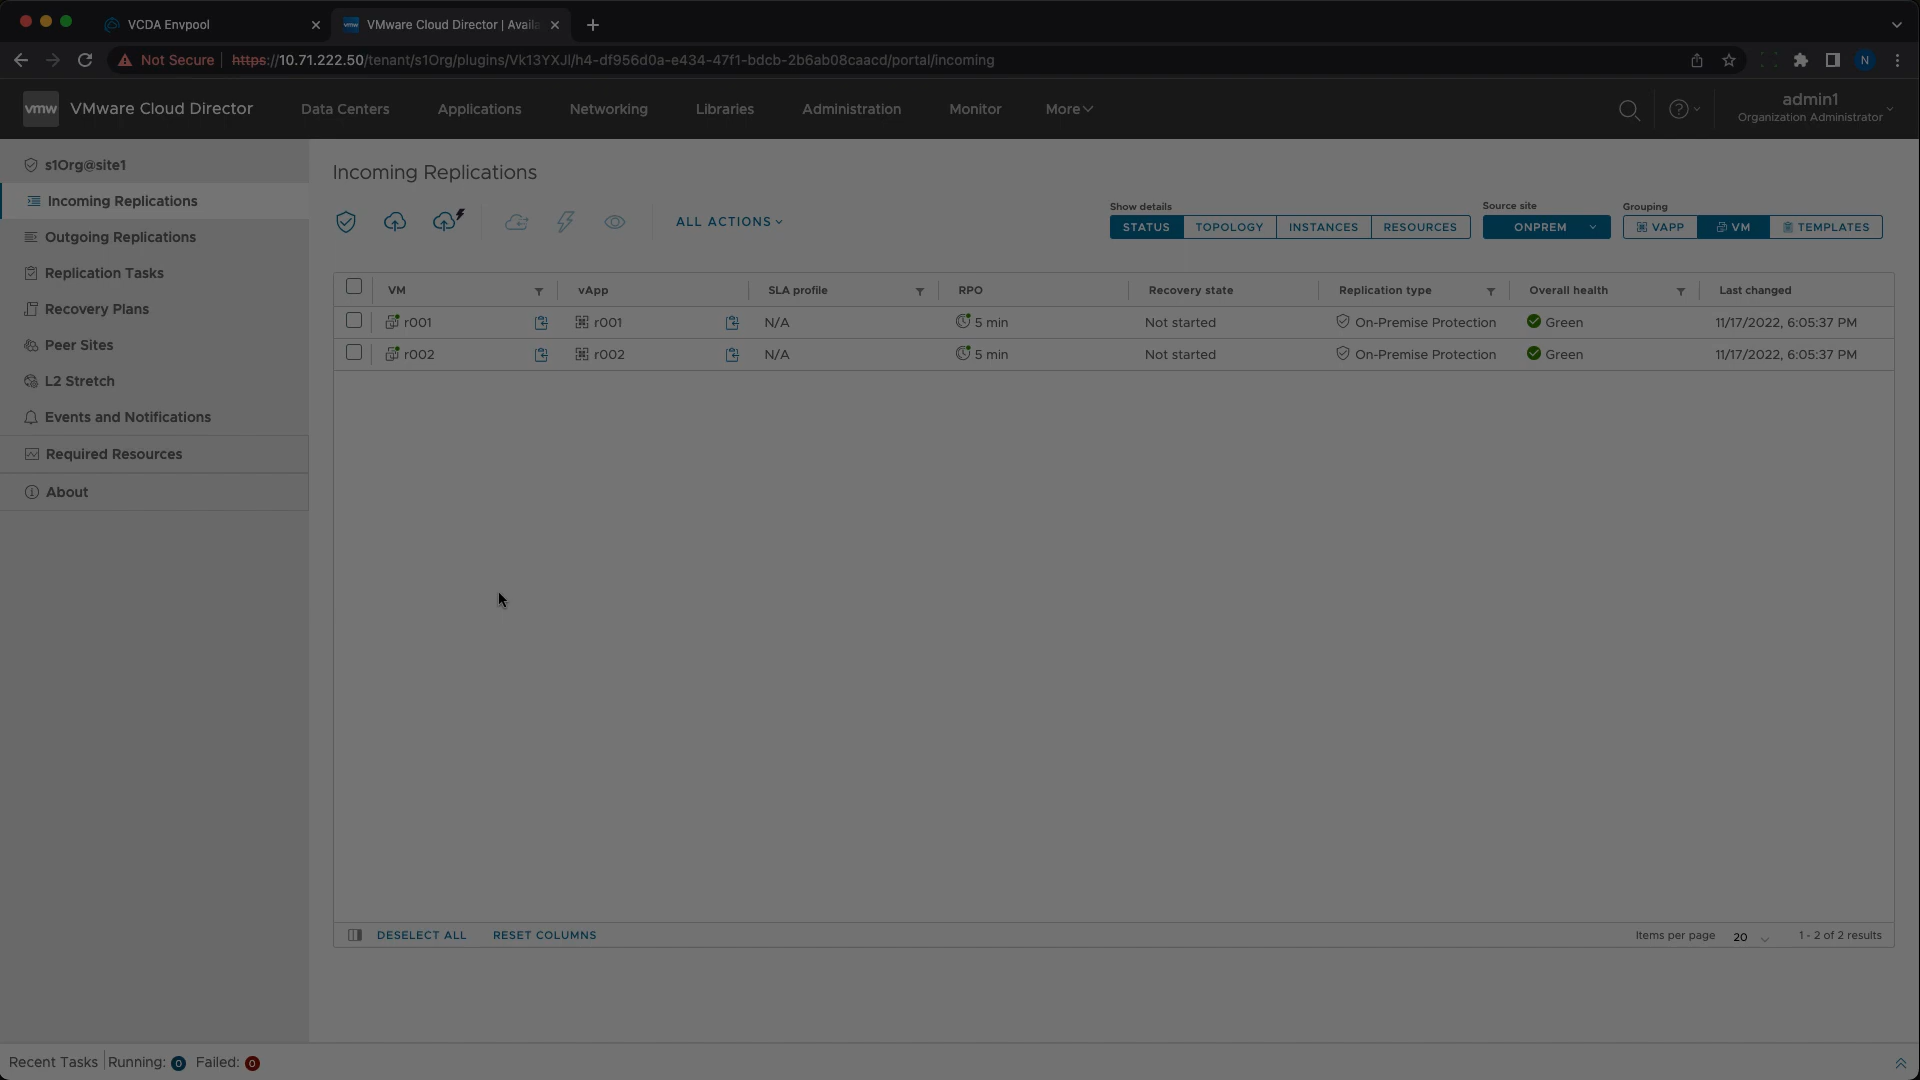 VCDA Envpool
VMware Cloud Director | Availa
Not Secure
https://10.71.222.50/tenant/s1Org/plugins/Vk13YXJl/h4-df956d0a-e434-47f1-bdcb-2b6ab08caacd/portal/incoming
N
vmw
VMware Cloud Director
Data Centers
Applications
Networking
Libraries
Administration
Monitor
More
admin1
Organization Administrator
s1Org@site1
Incoming Replications
Outgoing Replications
Replication Tasks
Recovery Plans
Peer Sites
L2 Stretch
Events and Notifications
Required Resources
About
Incoming Replications
ALL ACTIONS
Show details
STATUS TOPOLOGY INSTANCES RESOURCES
Source site
ONPREM
Grouping
VAPP VM TEMPLATES
VM vApp SLA profile RPO Recovery state Replication type Overall health Last changed
r001 r001 N/A 5 min Not started On-Premise Protection Green 11/17/2022, 6:05:37 PM
r002 r002 N/A 5 min Not started On-Premise Protection Green 11/17/2022, 6:05:37 PM
DESELECT ALL RESET COLUMNS Items per page 20 1 - 2 of 2 results
Recent Tasks Running: 0 Failed: 0